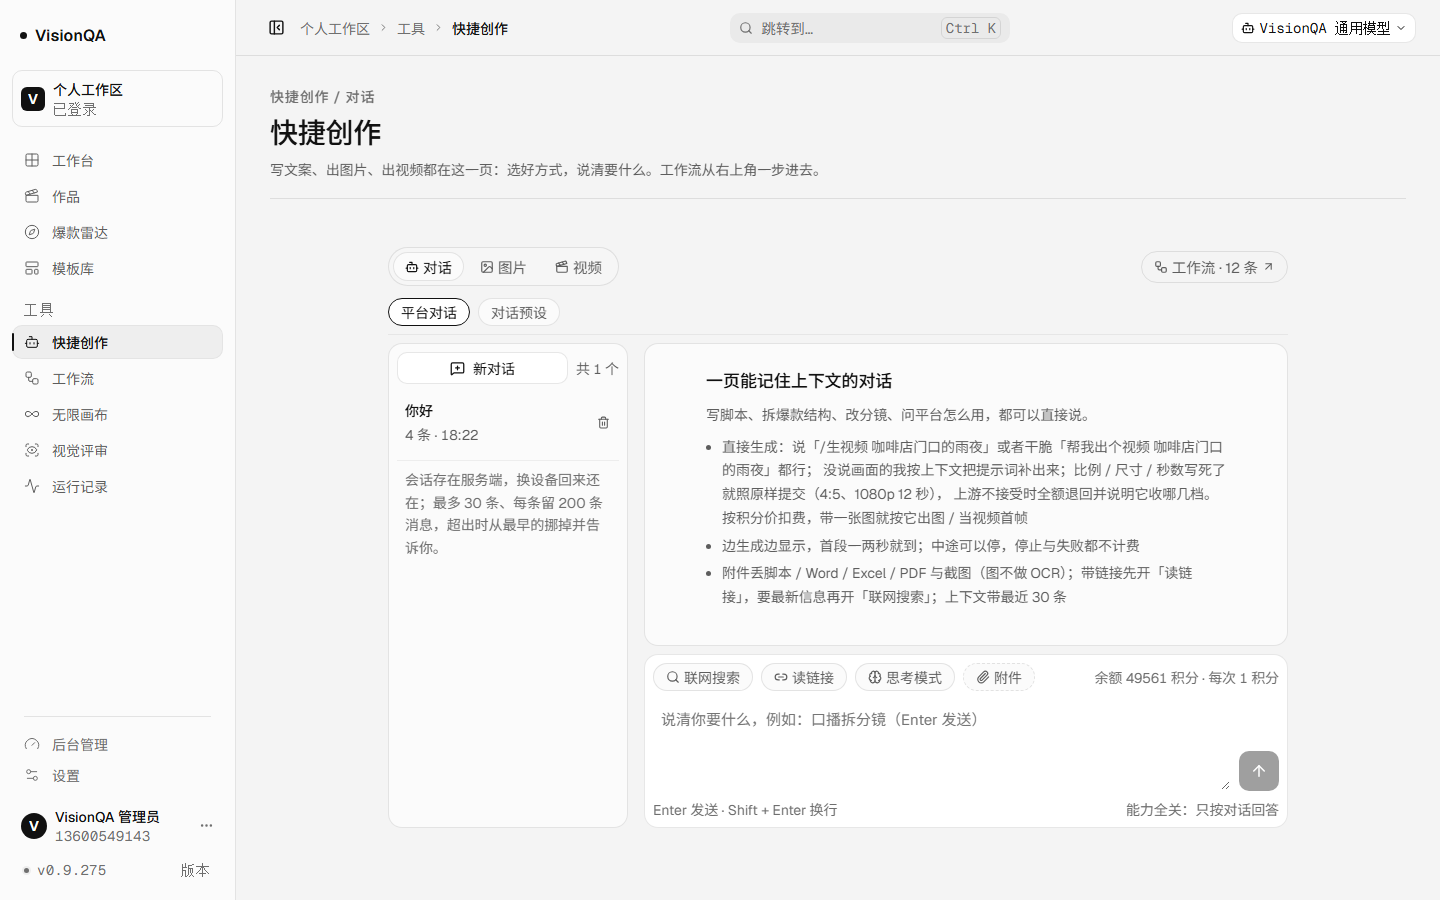 VisionQA
个人工作区
已登录
工作台
作品
爆款雷达
模板库
工具
快捷创作
工作流
无限画布
视觉评审
运行记录
后台管理
设置
V
VisionQA 管理员
13600549143
v0.9.275
版本
个人工作区 > 工具 > 快捷创作
跳转到...
Ctrl K
VisionQA 通用模型
快捷创作 / 对话
快捷创作
写文案、出图片、出视频都在这一页：选好方式，说清要什么。工作流从右上角一步进去。
对话
图片
视频
工作流 · 12 条
平台对话
对话预设
新对话
共 1 个
你好
4 条 · 18:22
会话存在服务端，换设备回来还
在；最多 30 条、每条留 200 条
消息，超出时从最早的挪掉并告
诉你。
一页能记住上下文的对话
写脚本、拆爆款结构、改分镜、问平台怎么用，都可以直接说。
直接生成：说「/生视频 咖啡店门口的雨夜」或者干脆「帮我出个视频 咖啡店门口
的雨夜」都行； 没说画面的我按上下文把提示词补出来；比例 / 尺寸 / 秒数写死了
就照原样提交（4:5、1080p 12 秒）， 上游不接受时全额退回并说明它收哪几档。
按积分价扣费，带一张图就按它出图 / 当视频首帧
边生成边显示，首段一两秒就到；中途可以停，停止与失败都不计费
附件丢脚本 / Word / Excel / PDF 与截图（图不做 OCR）；带链接先开「读链
接」，要最新信息再开「联网搜索」；上下文带最近 30 条
联网搜索
读链接
思考模式
附件
余额 49561 积分 · 每次 1 积分
说清你要什么，例如：口播拆分镜（Enter 发送）
Enter 发送 · Shift + Enter 换行
能力全关：只按对话回答